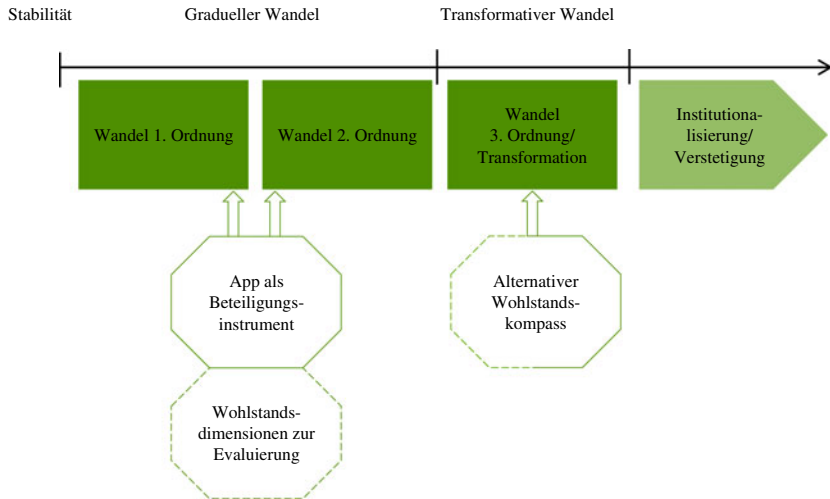 Stabilität
Gradueller Wandel
Transformativer Wandel
Wandel 1. Ordnung
Wandel 2. Ordnung
Wandel
3. Ordnung/
Transformation
Institutiona-
lisierung/
Verstetigung
App als
Beteiligungs-
instrument
Alternativer
Wohlstands-
kompass
Wohlstands-
dimensionen zur
Evaluierung